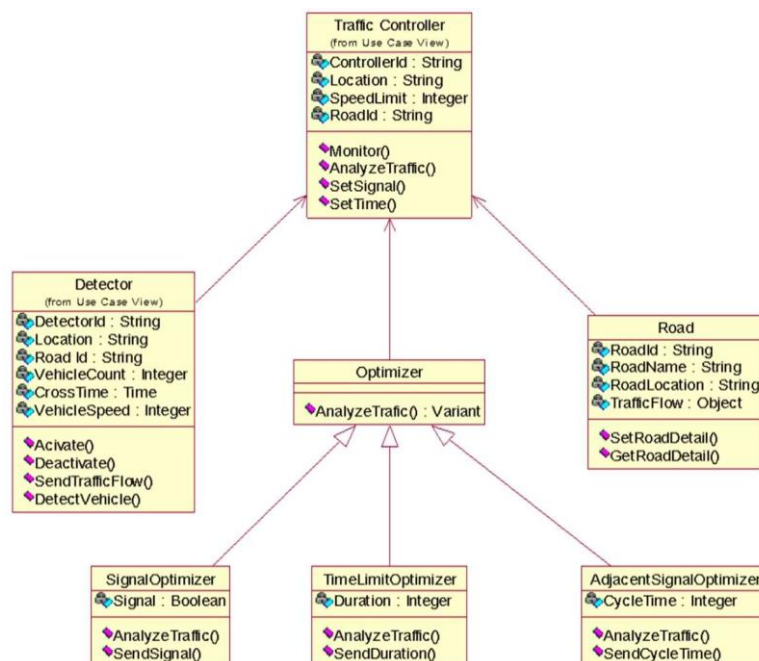 Traffic Controller
(from Use Case View)
ControllerId : String
Location : String
SpeedLimit : Integer
RoadId : String
Monitor()
AnalyzeTraffic()
SetSignal()
SetTime()
Detector
(from Use Case View)
DetectorId : String
Location : String
Road Id : String
VehicleCount : Integer
CrossTime : Time
VehicleSpeed : Integer
Acivate()
Deactivate()
SendTrafficFlow()
DetectVehicle()
Optimizer
AnalyzeTrafic() : Variant
Road
RoadId : String
RoadName : String
RoadLocation : String
TrafficFlow : Object
SetRoadDetail()
GetRoadDetail()
SignalOptimizer
Signal : Boolean
AnalyzeTraffic()
SendSignal()
TimeLimitOptimizer
Duration : Integer
AnalyzeTraffic()
SendDuration()
AdjacentSignalOptimizer
CycleTime : Integer
AnalyzeTraffic()
SendCycleTime()